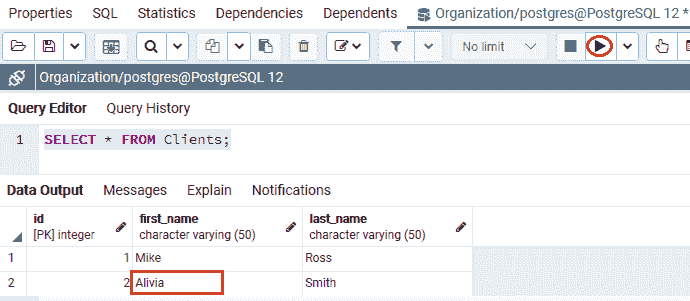 Properties SQL Statistics Dependencies Dependents Organization/postgres@PostgreSQL 12 *
No limit
Organization/postgres@PostgreSQL 12
Query Editor Query History
1 SELECT * FROM Clients;
Data Output Messages Explain Notifications
id first_name last_name
[PK] integer character varying (50) character varying (50)
1 1 Mike Ross
2 2 Alivia Smith